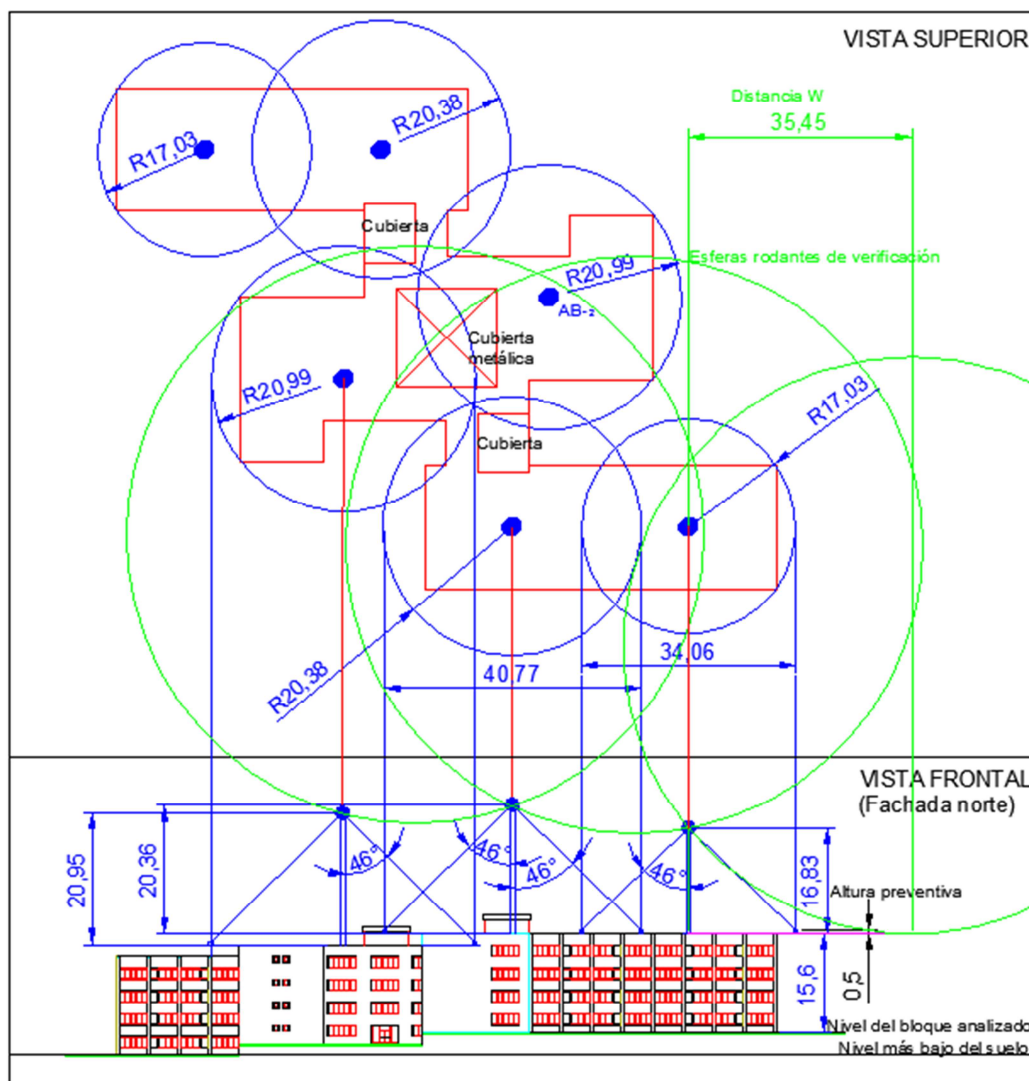 VISTA SUPERIOR
Distancia W
35,45
R17,03
R20,38
Cubierta
Esferas rodantes de verificación
R20,99
AB-2
Cubierta
metálica
R20,99
R17,03
Cubierta
R20,38
34,06
40,77
VISTA FRONTAL
(Fachada norte)
20,95
20,36
46°
46°
46°
16,83
Altura preventiva
15,6
0,5
Nivel del bloque analizado
Nivel más bajo del suelo